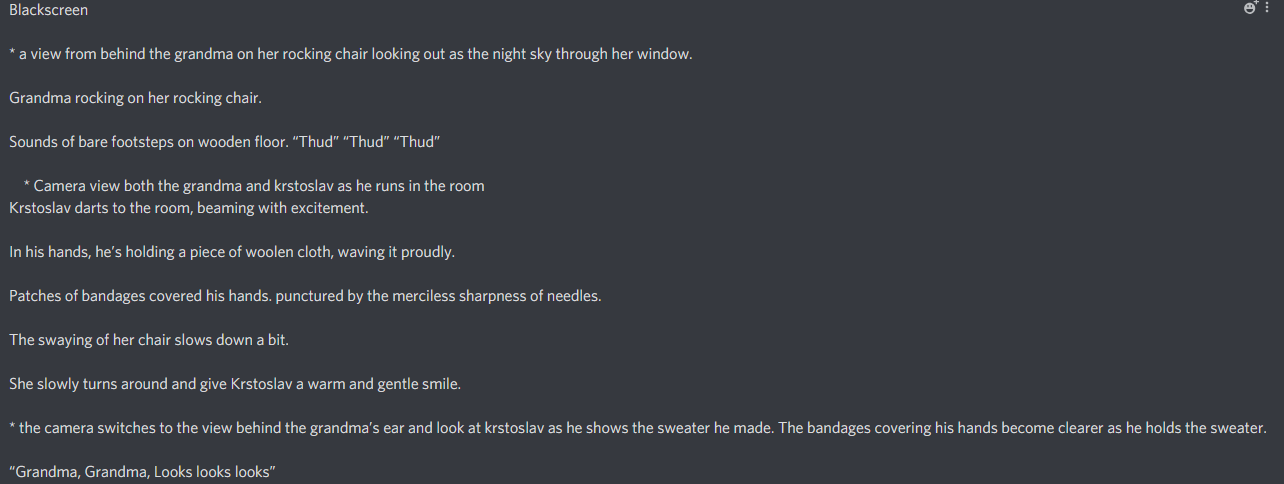 Blackscreen
* a view from behind the grandma on her rocking chair looking out as the night sky through her window.
Grandma rocking on her rocking chair.
Sounds of bare footsteps on wooden floor. “Thud” “Thud” “Thud”
* Camera view both the grandma and krstoslav as he runs in the room
Krstoslav darts to the room, beaming with excitement.
In his hands, he’s holding a piece of woolen cloth, waving it proudly.
Patches of bandages covered his hands. punctured by the merciless sharpness of needles.
The swaying of her chair slows down a bit.
She slowly turns around and give Krstoslav a warm and gentle smile.
* the camera switches to the view behind the grandma’s ear and look at krstoslav as he shows the sweater he made. The bandages covering his hands become clearer as he holds the sweater.
“Grandma, Grandma, Looks looks looks”